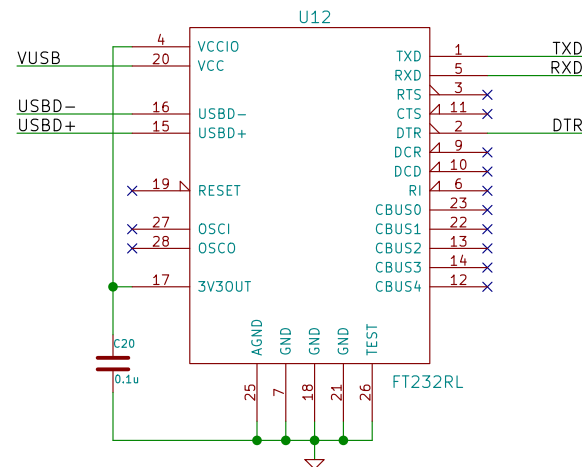 U12
4 VCCIO
VUSB 20 VCC
USBD- 16 USBD-
USBD+ 15 USBD+
19 RESET
27 OSCI
28 OSCO
17 3V3OUT
TXD 1 TXD
RXD 5 RXD
RTS 3
CTS 11
DTR 2 DTR
DCR 9
DCD 10
RI 6
CBUS0 23
CBUS1 22
CBUS2 13
CBUS3 14
CBUS4 12
AGND 25
GND 7
GND 18
GND 21
TEST 26
C20
0.1u
FT232RL